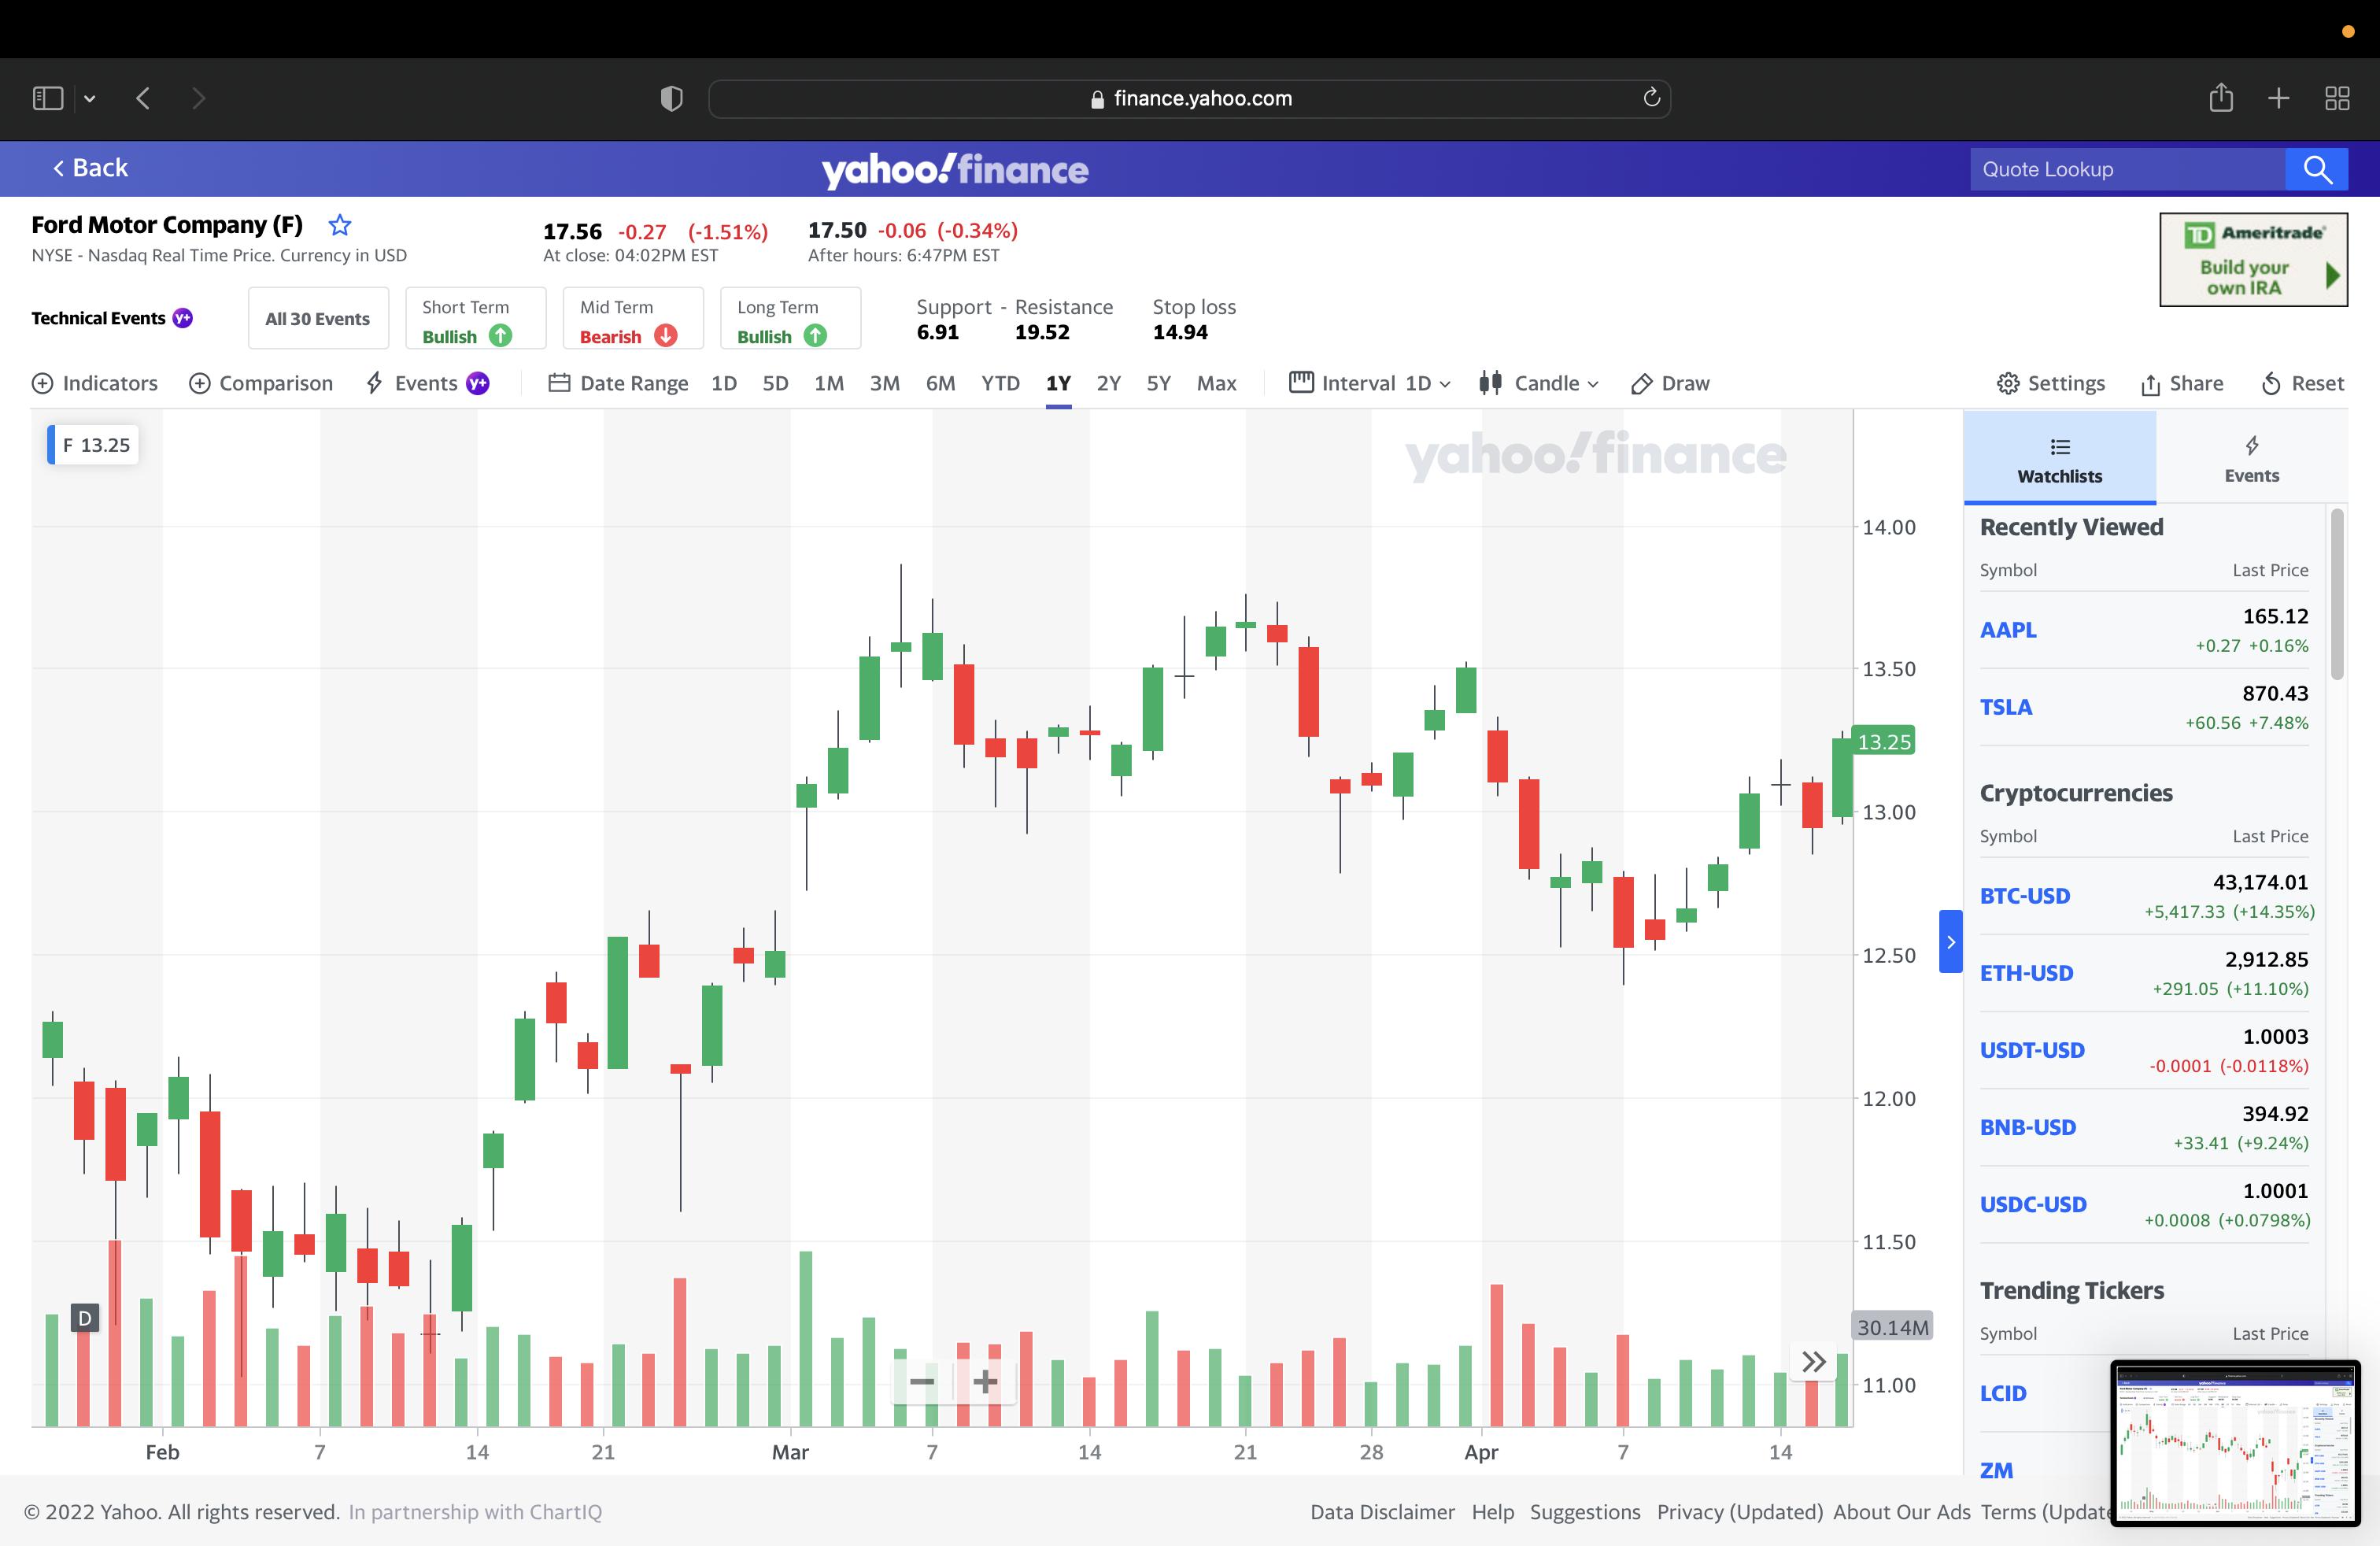 finance.yahoo.com
Back
yahoo!finance
Quote Lookup
Ford Motor Company (F)
17.56 -0.27 (-1.51%)
17.50 -0.06 (-0.34%)
NYSE - Nasdaq Real Time Price. Currency in USD
At close: 04:02PM EST
After hours: 6:47PM EST
TD Ameritrade
Build your
own IRA
Technical Events Y+
All 30 Events
Short Term
Bullish
Mid Term
Bearish
Long Term
Bullish
Support - Resistance
6.91 19.52
Stop loss
14.94
Indicators
Comparison
Events Y+
Date Range 1D 5D 1M 3M 6M YTD 1Y 2Y 5Y Max
Interval 1D
Candle
Draw
Settings
Share
Reset
F 13.25
yahoo!finance
14.00
13.50
13.25
13.00
12.50
12.00
11.50
30.14M
11.00
D
Feb 7 14 21 Mar 7 14 21 28 Apr 7 14
Watchlists
Events
Recently Viewed
Symbol Last Price
AAPL 165.12
+0.27 +0.16%
TSLA 870.43
+60.56 +7.48%
Cryptocurrencies
Symbol Last Price
BTC-USD 43,174.01
+5,417.33 (+14.35%)
ETH-USD 2,912.85
+291.05 (+11.10%)
USDT-USD 1.0003
-0.0001 (-0.0118%)
BNB-USD 394.92
+33.41 (+9.24%)
USDC-USD 1.0001
+0.0008 (+0.0798%)
Trending Tickers
Symbol Last Price
LCID
ZM
© 2022 Yahoo. All rights reserved. In partnership with ChartIQ
Data Disclaimer Help Suggestions Privacy (Updated) About Our Ads Terms (Update